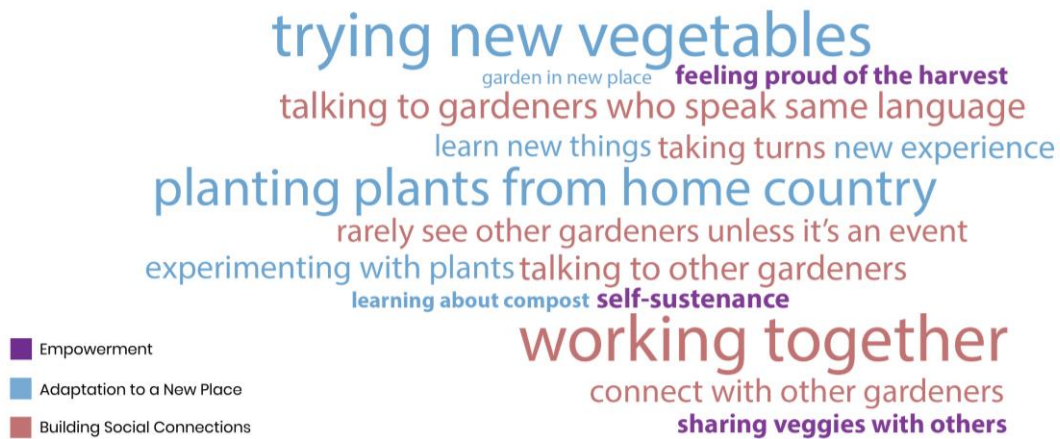 trying new vegetables
garden in new place feeling proud of the harvest
talking to gardeners who speak same language
learn new things taking turns new experience
planting plants from home country
rarely see other gardeners unless it's an event
experimenting with plants talking to other gardeners
learning about compost self-sustenance
working together
connect with other gardeners
sharing veggies with others
Empowerment
Adaptation to a New Place
Building Social Connections